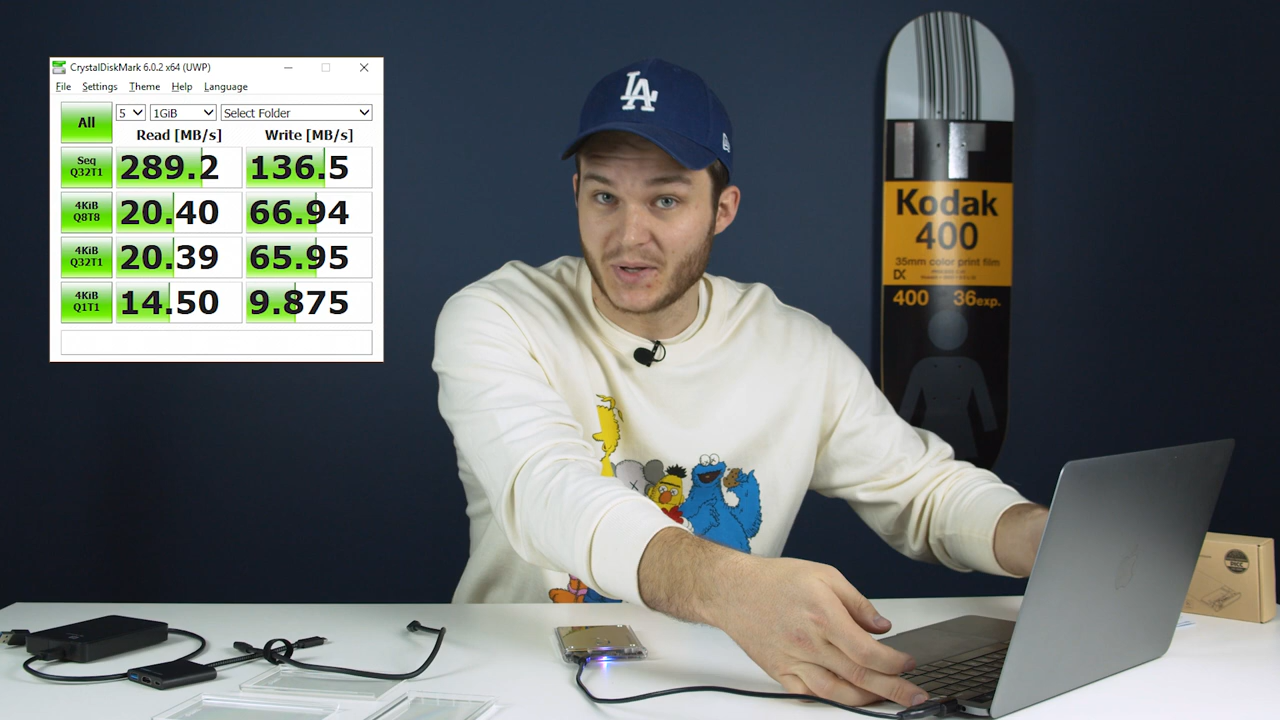 CrystalDiskMark 6.0.2 x64 (UWP)
File Settings Theme Help Language
All 5 1GiB Select Folder
Read [MB/s] Write [MB/s]
Seq
Q32T1 289.2 136.5
4KiB
Q8T8 20.40 66.94
4KiB
Q32T1 20.39 65.95
4KiB
Q1T1 14.50 9.875
LA
Kodak
400
35mm color print film
DX
400 36exp.